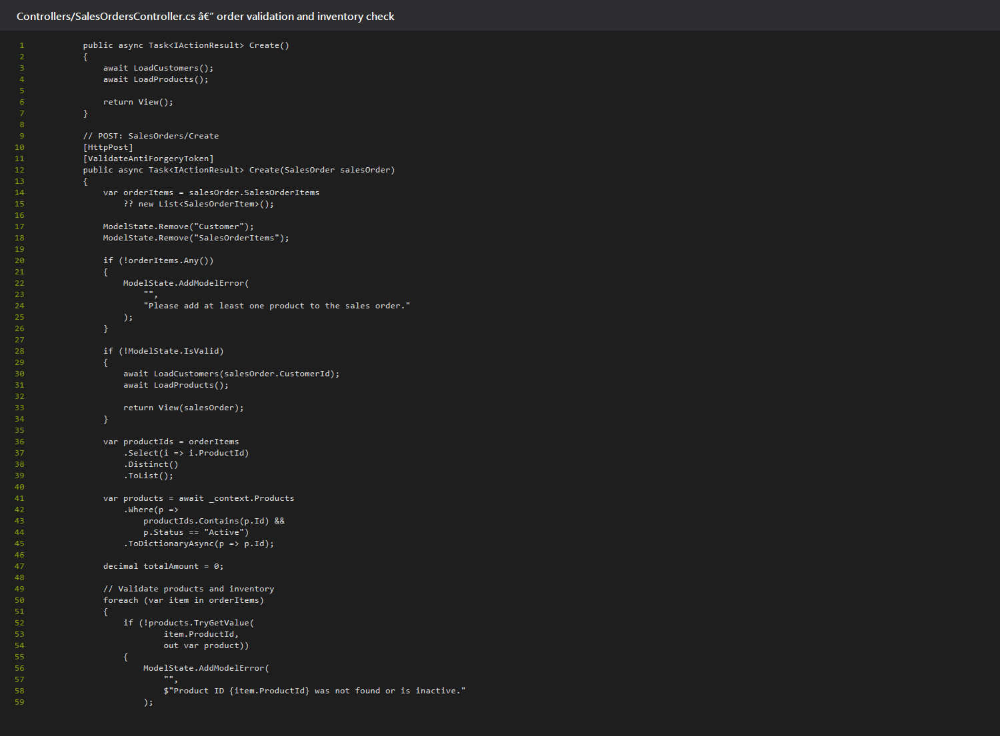 Controllers/SalesOrdersController.cs â€” order validation and inventory check
1 public async Task<IActionResult> Create()
2 {
3 await LoadCustomers();
4 await LoadProducts();
5
6 return View();
7 }
8
9 // POST: SalesOrders/Create
10 [HttpPost]
11 [ValidateAntiForgeryToken]
12 public async Task<IActionResult> Create(SalesOrder salesOrder)
13 {
14 var orderItems = salesOrder.SalesOrderItems
15 ?? new List<SalesOrderItem>();
16
17 ModelState.Remove("Customer");
18 ModelState.Remove("SalesOrderItems");
19
20 if (!orderItems.Any())
21 {
22 ModelState.AddModelError(
23 "",
24 "Please add at least one product to the sales order."
25 );
26 }
27
28 if (!ModelState.IsValid)
29 {
30 await LoadCustomers(salesOrder.CustomerId);
31 await LoadProducts();
32
33 return View(salesOrder);
34 }
35
36 var productIds = orderItems
37 .Select(i => i.ProductId)
38 .Distinct()
39 .ToList();
40
41 var products = await _context.Products
42 .Where(p =>
43 productIds.Contains(p.Id) &&
44 p.Status == "Active")
45 .ToDictionaryAsync(p => p.Id);
46
47 decimal totalAmount = 0;
48
49 // Validate products and inventory
50 foreach (var item in orderItems)
51 {
52 if (!products.TryGetValue(
53 item.ProductId,
54 out var product))
55 {
56 ModelState.AddModelError(
57 "",
58 $"Product ID {item.ProductId} was not found or is inactive."
59 );